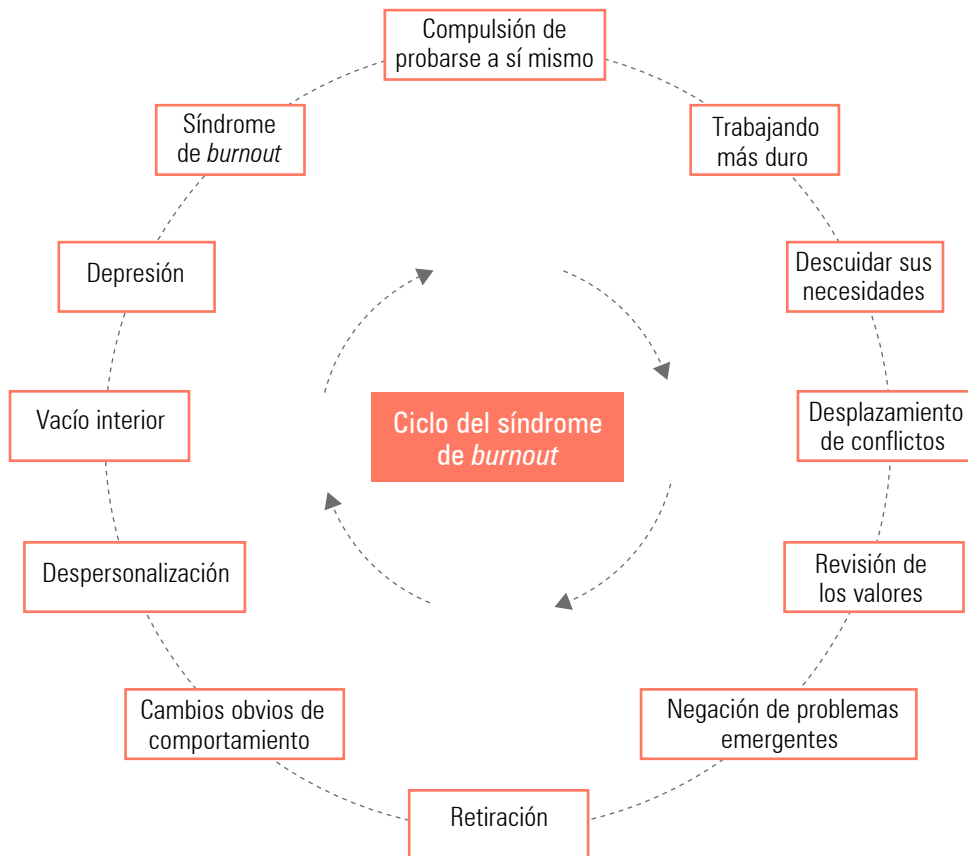 Compulsión de
probarse a sí mismo
Trabajando
más duro
Descuidar sus
necesidades
Desplazamiento
de conflictos
Revisión de
los valores
Negación de problemas
emergentes
Retiración
Cambios obvios de
comportamiento
Despersonalización
Vacío interior
Depresión
Síndrome
de burnout
Ciclo del síndrome
de burnout